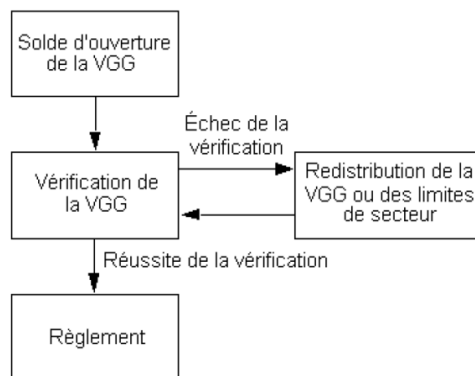 Solde d'ouverture
de la VGG
Échec de la
vérification
Vérification de
la VGG
Redistribution de la
VGG ou des limites
de secteur
Réussite de la vérification
Règlement